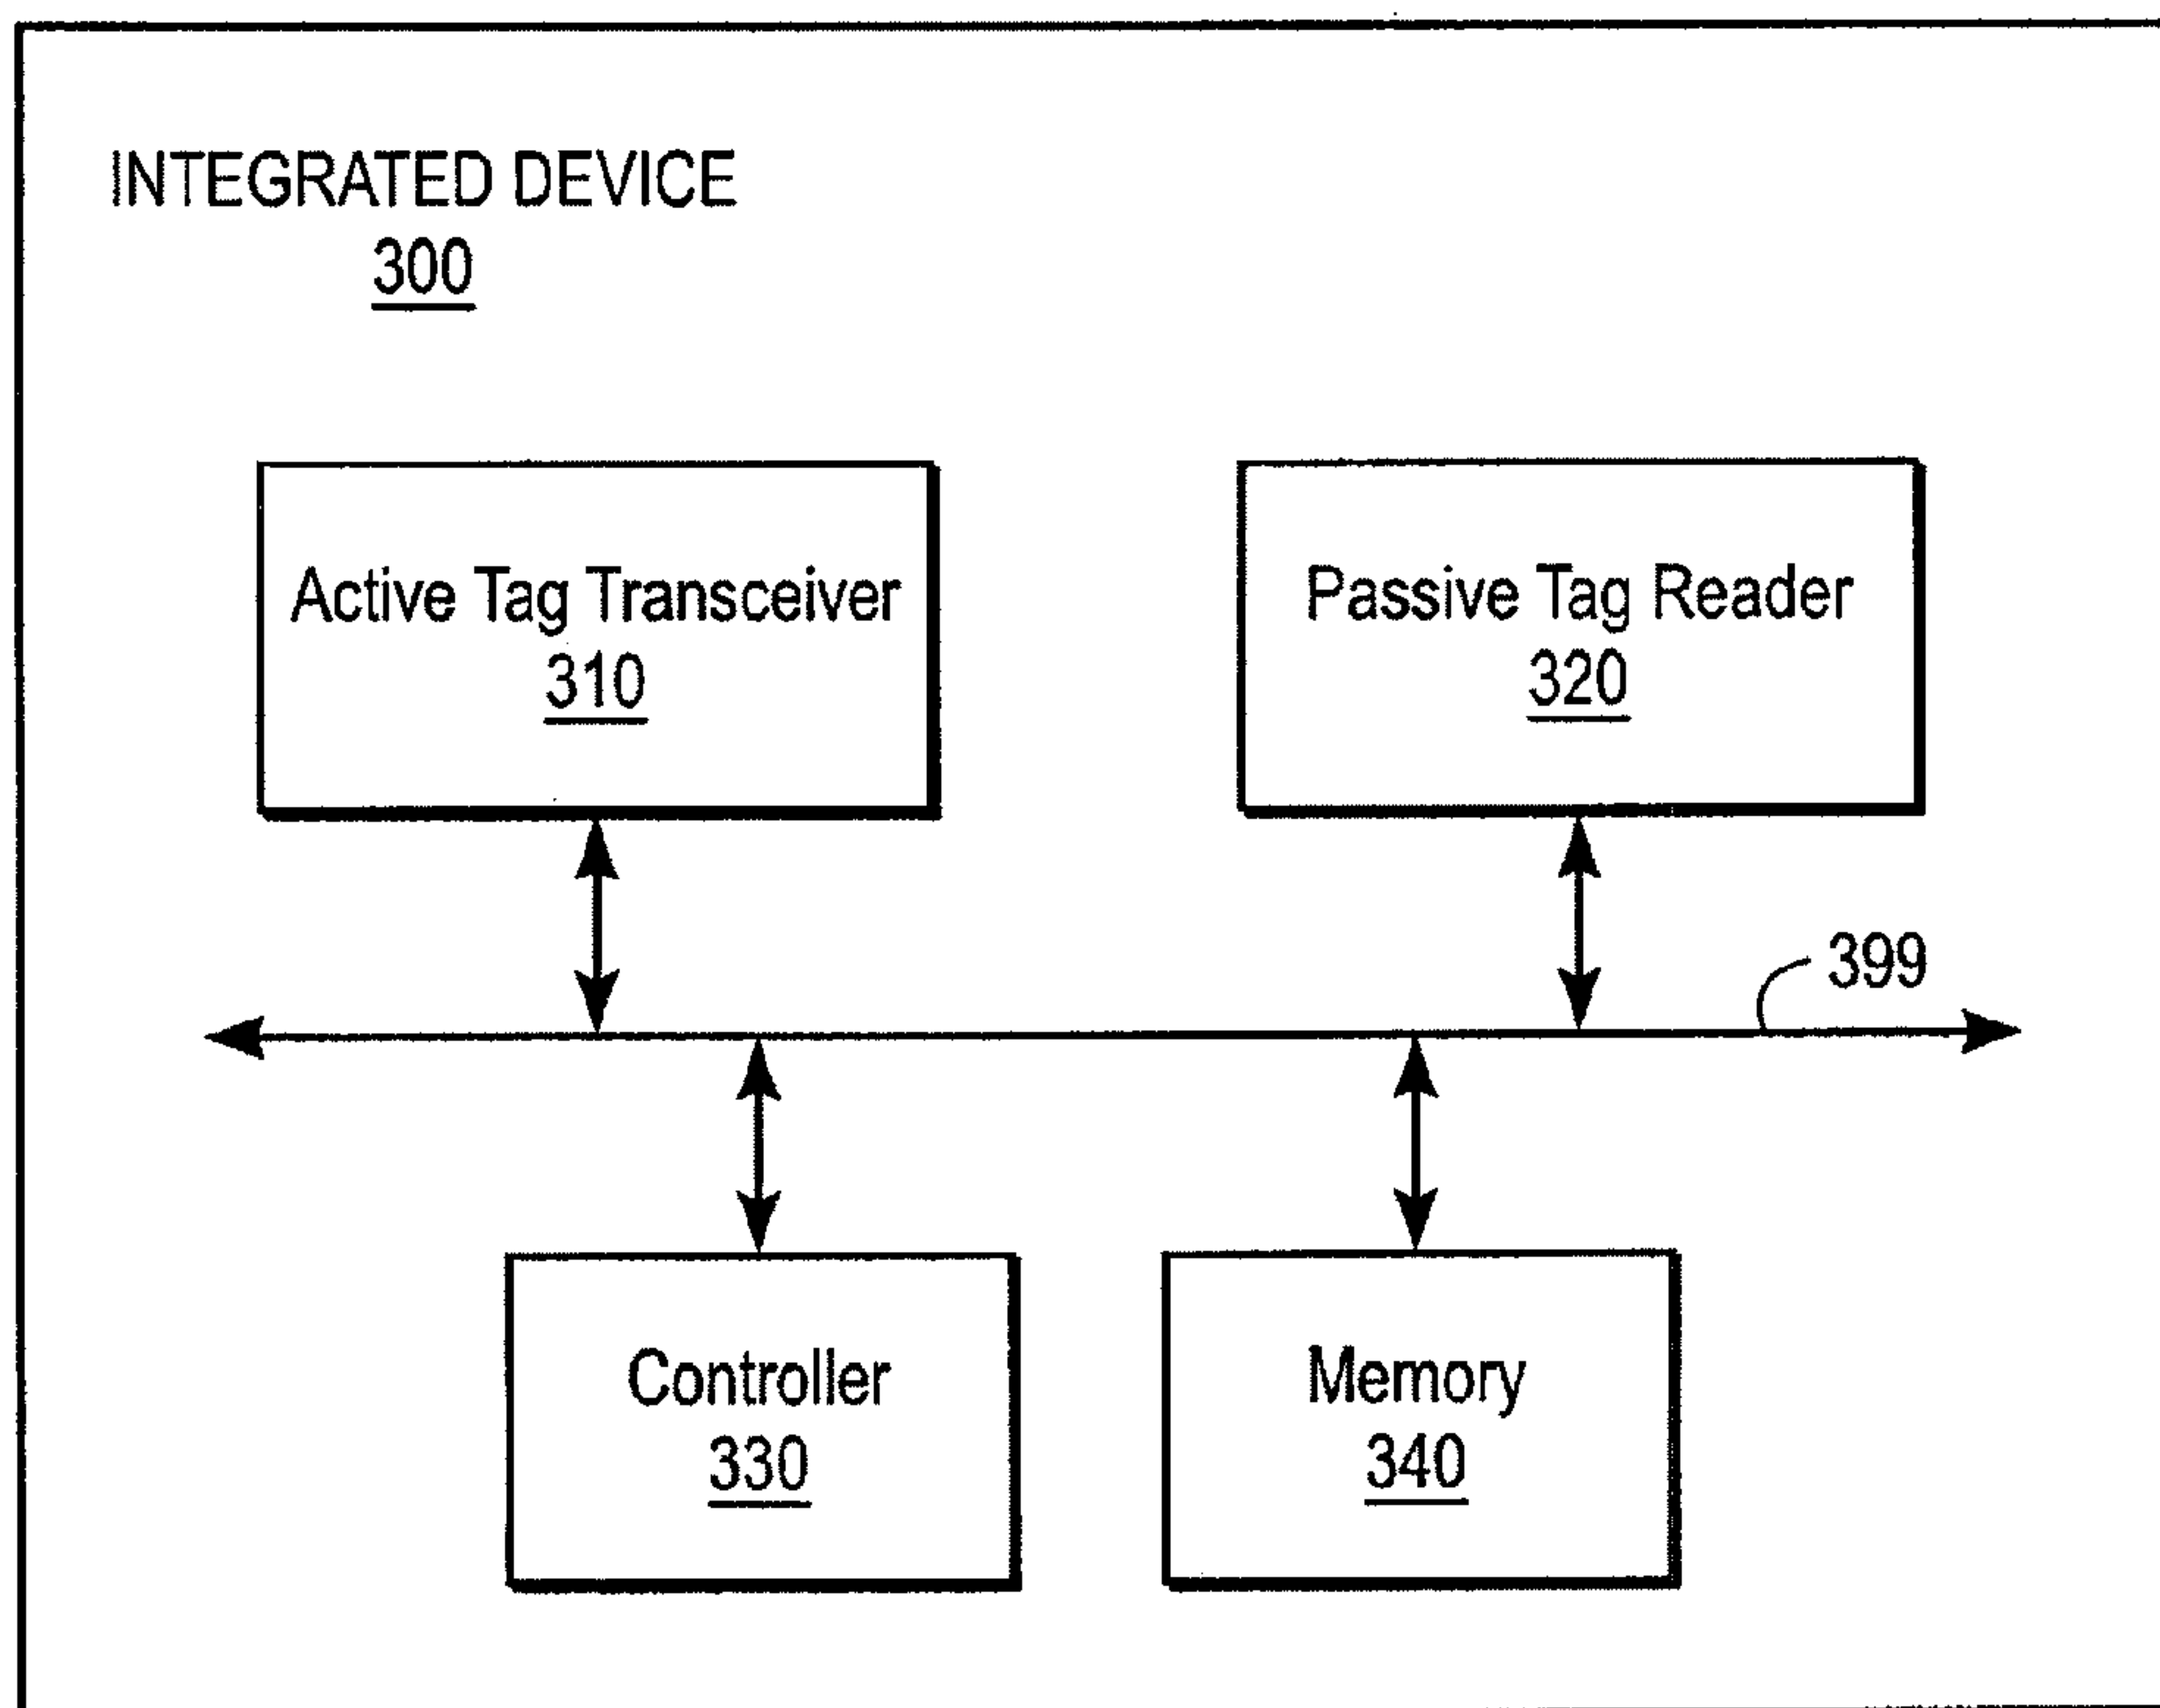 INTEGRATED DEVICE
300
Active Tag Transceiver
310
Passive Tag Reader
320
399
Controller
330
Memory
340